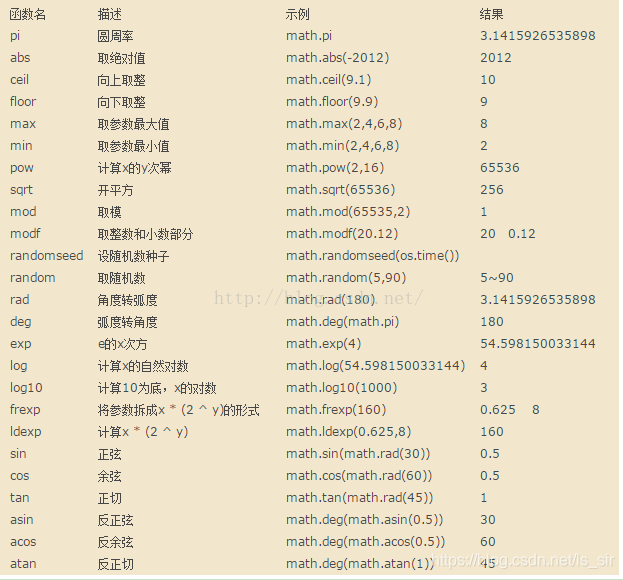 函数名 描述 示例 结果
pi 圆周率 math.pi 3.1415926535898
abs 取绝对值 math.abs(-2012) 2012
ceil 向上取整 math.ceil(9.1) 10
floor 向下取整 math.floor(9.9) 9
max 取参数最大值 math.max(2,4,6,8) 8
min 取参数最小值 math.min(2,4,6,8) 2
pow 计算x的y次幂 math.pow(2,16) 65536
sqrt 开平方 math.sqrt(65536) 256
mod 取模 math.mod(65535,2) 1
modf 取整数和小数部分 math.modf(20.12) 20 0.12
randomseed 设随机数种子 math.randomseed(os.time())
random 取随机数 math.random(5,90) 5~90
rad 角度转弧度 math.rad(180) 3.1415926535898
deg 弧度转角度 math.deg(math.pi) 180
exp e的x次方 math.exp(4) 54.598150033144
log 计算x的自然对数 math.log(54.598150033144) 4
log10 计算10为底，x的对数 math.log10(1000) 3
frexp 将参数拆成x * (2 ^ y)的形式 math.frexp(160) 0.625 8
ldexp 计算x * (2 ^ y) math.ldexp(0.625,8) 160
sin 正弦 math.sin(math.rad(30)) 0.5
cos 余弦 math.cos(math.rad(60)) 0.5
tan 正切 math.tan(math.rad(45)) 1
asin 反正弦 math.deg(math.asin(0.5)) 30
acos 反余弦 math.deg(math.acos(0.5)) 60
atan 反正切 math.deg(math.atan(1)) 45
https://blog.csdn.net/ls_sir